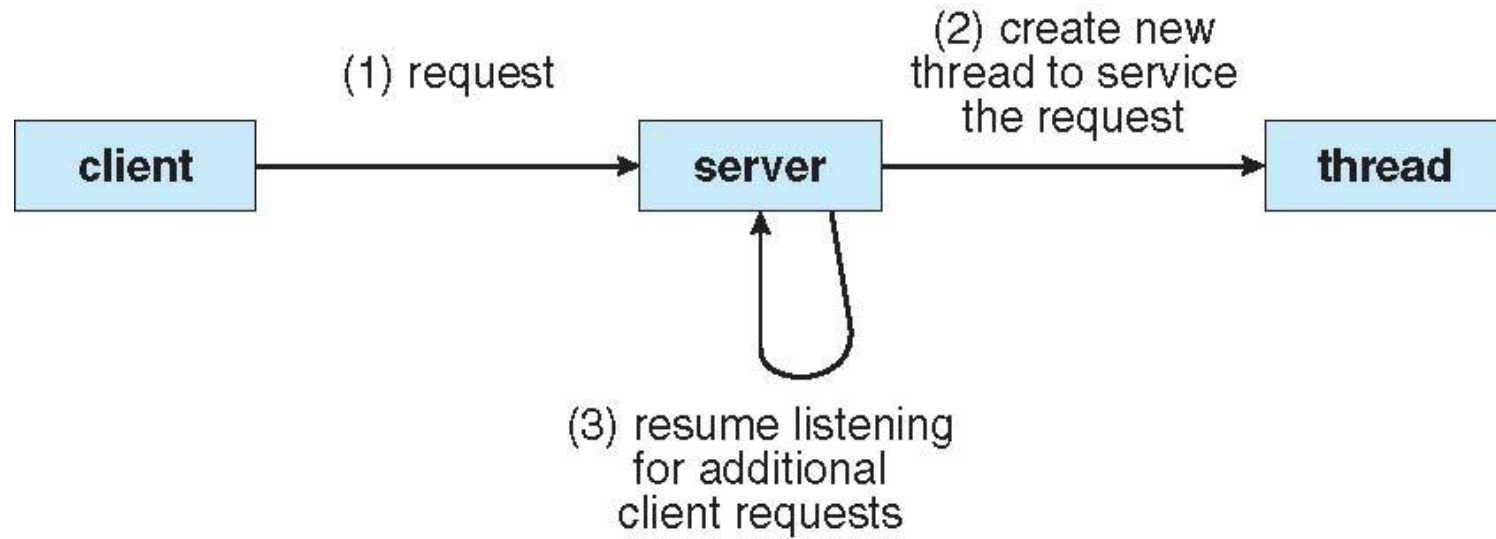 (1) request
(2) create new
thread to service
the request
client
server
thread
(3) resume listening
for additional
client requests